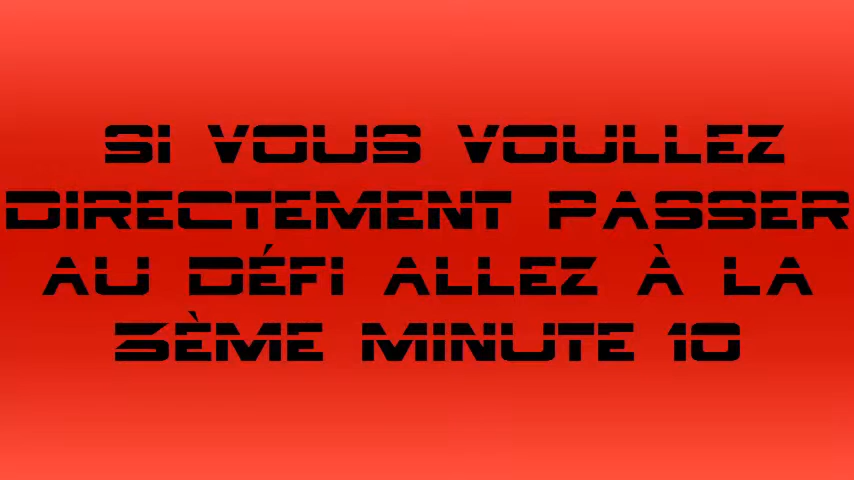 SI VOUS VOULLEZ
DIRECTEMENT PASSER
AU DÉFI ALLEZ À LA
3ÈME MINUTE 10